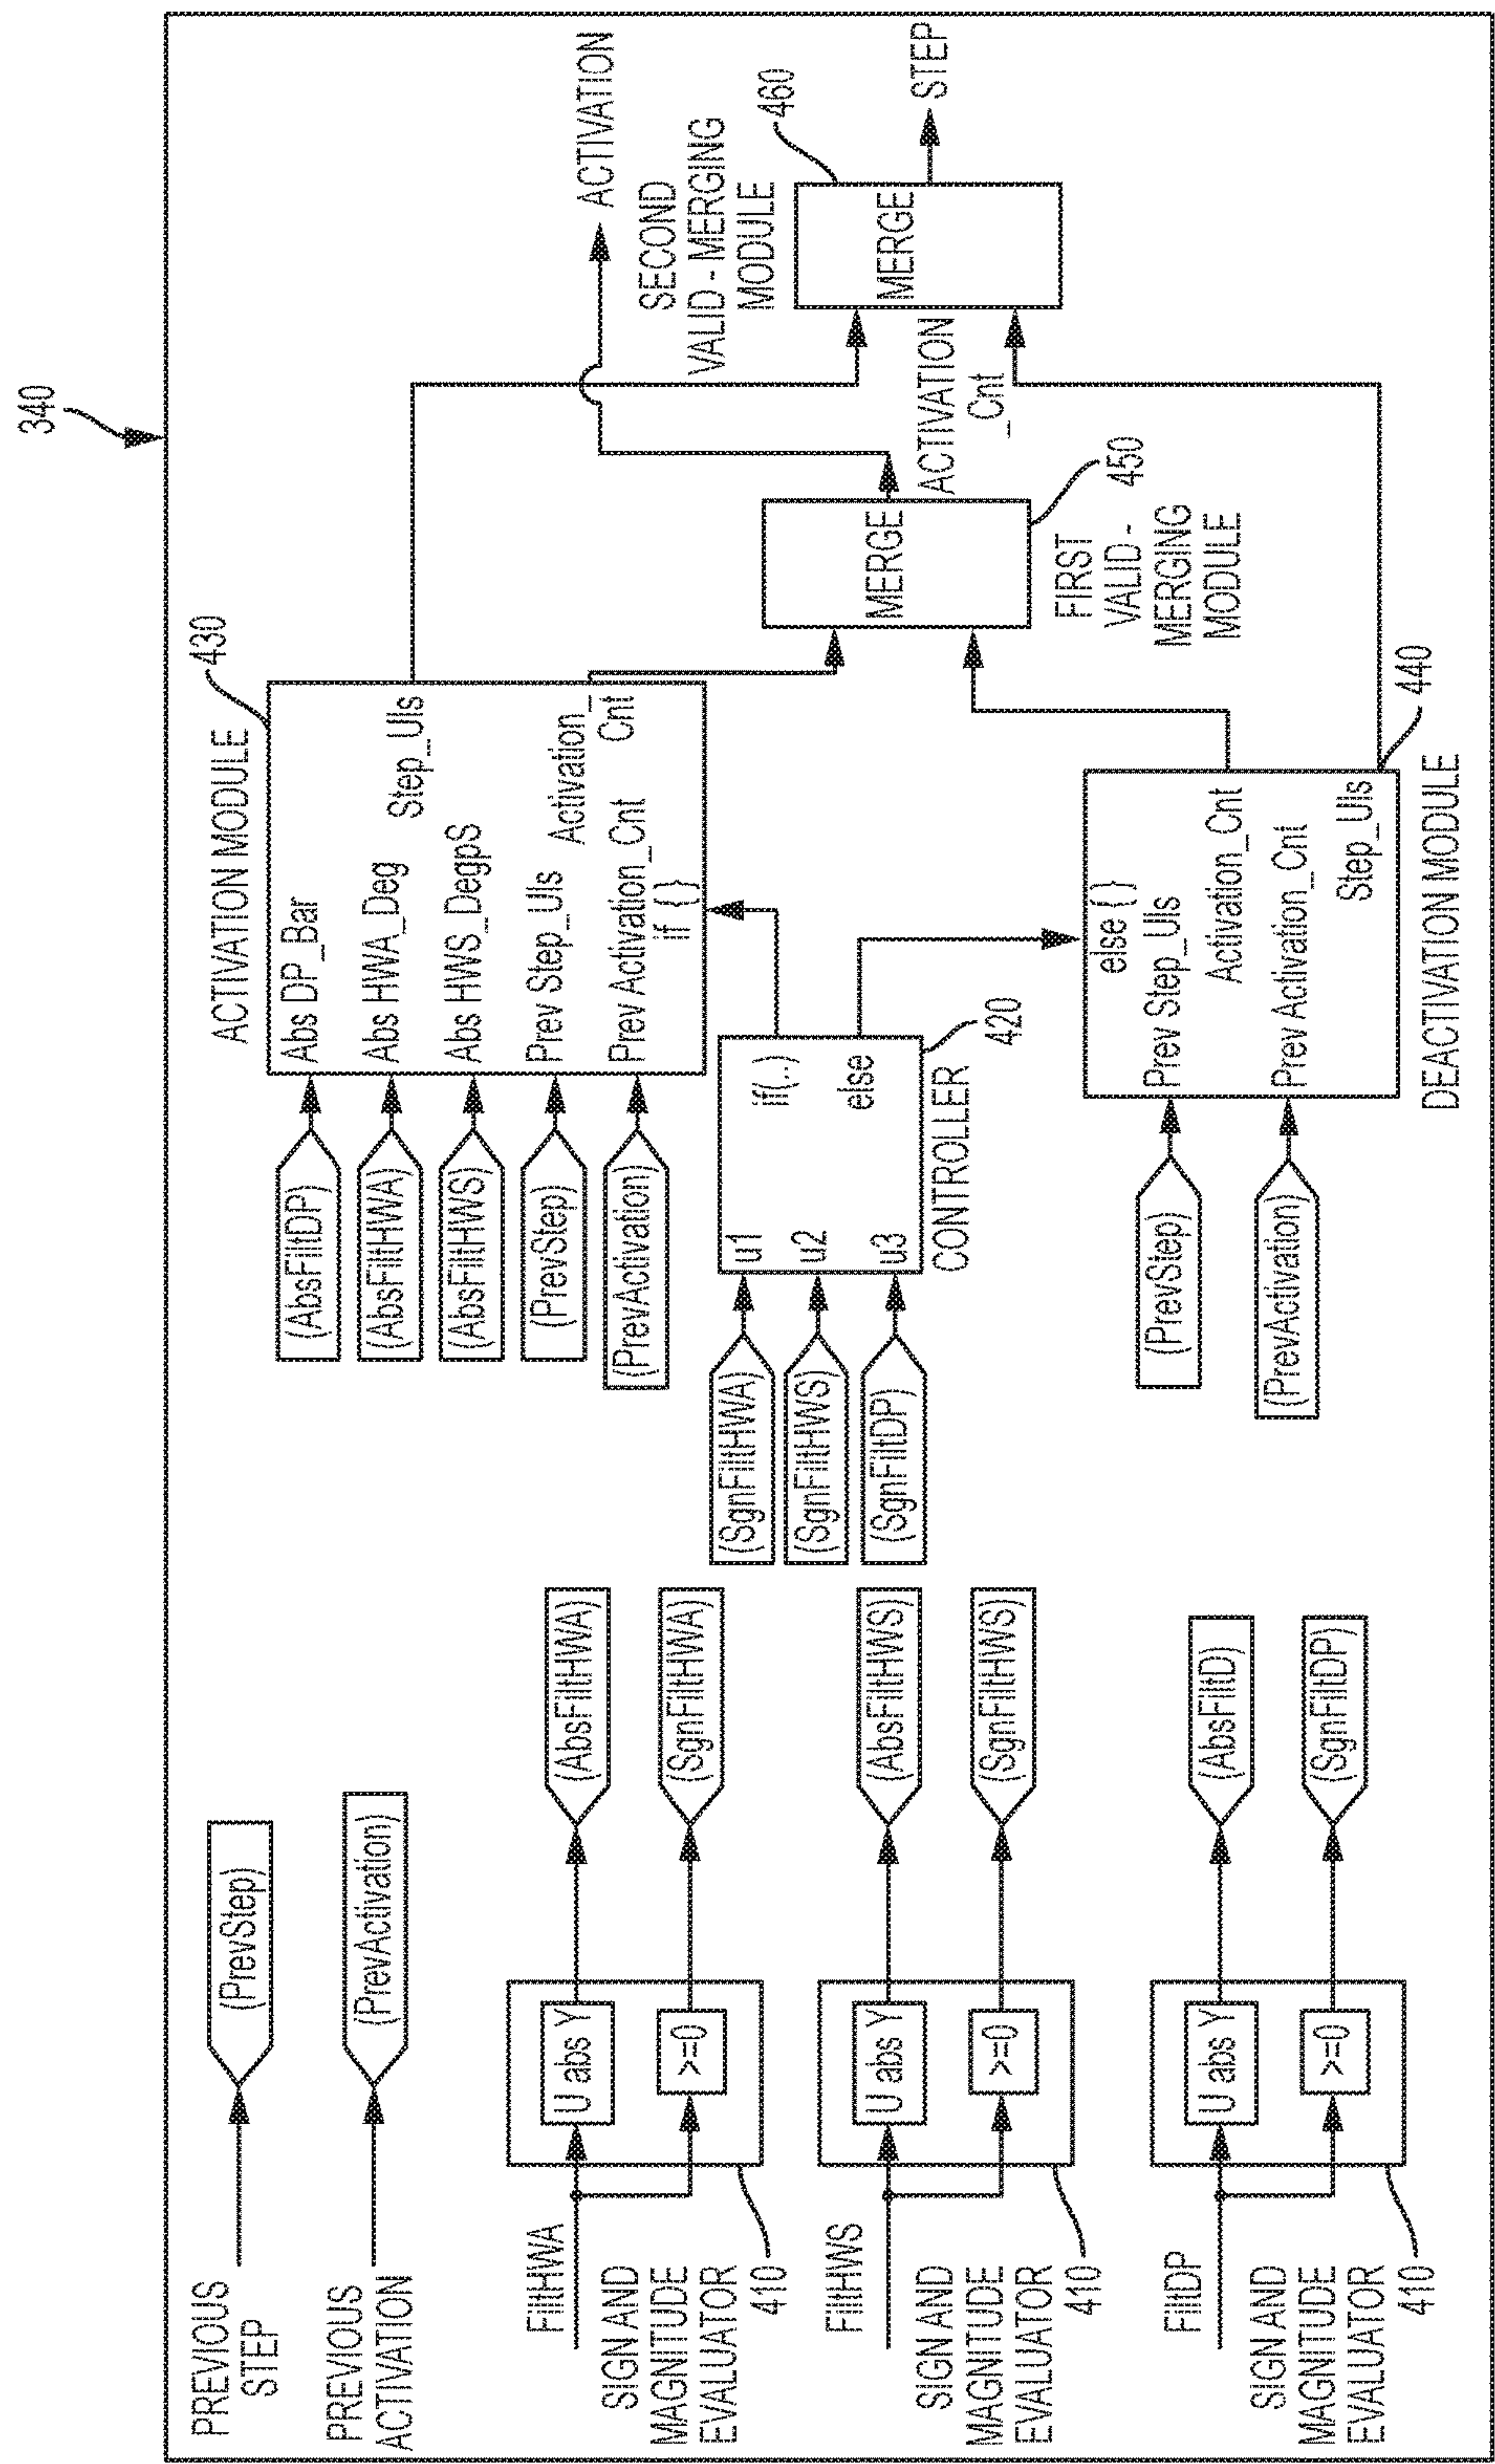 340
PREVIOUS
STEP
(PrevStep)
PREVIOUS
ACTIVATION
(PrevActivation)
FiltHWA
U abs Y
>=0
(AbsFiltHWA)
(SgnFiltHWA)
SIGN AND
MAGNITUDE
EVALUATOR
410
FiltHWS
U abs Y
>=0
(AbsFiltHWS)
(SgnFiltHWS)
SIGN AND
MAGNITUDE
EVALUATOR
410
FiltDP
U abs Y
>=0
(AbsFiltD)
(SgnFiltDP)
SIGN AND
MAGNITUDE
EVALUATOR
410
ACTIVATION MODULE
430
(AbsFiltDP)
(AbsFiltHWA)
(AbsFiltHWS)
(PrevStep)
(PrevActivation)
Abs DP_Bar
Abs HWA_Deg
Step_Uls
Abs HWS_DegpS
Prev Step_Uls
Activation_
Cnt
Prev Activation_Cnt
if { }
(SgnFiltHWA)
(SgnFiltHWS)
(SgnFiltDP)
u1
u2
u3
if(..)
else
CONTROLLER
420
(PrevStep)
(PrevActivation)
else { }
Prev Step_Uls
Activation_Cnt
Prev Activation_Cnt
Step_Uls
DEACTIVATION MODULE
440
MERGE
450
FIRST
VALID -
MERGING
MODULE
ACTIVATION
_Cnt
ACTIVATION
SECOND
VALID - MERGING
MODULE
460
MERGE
STEP